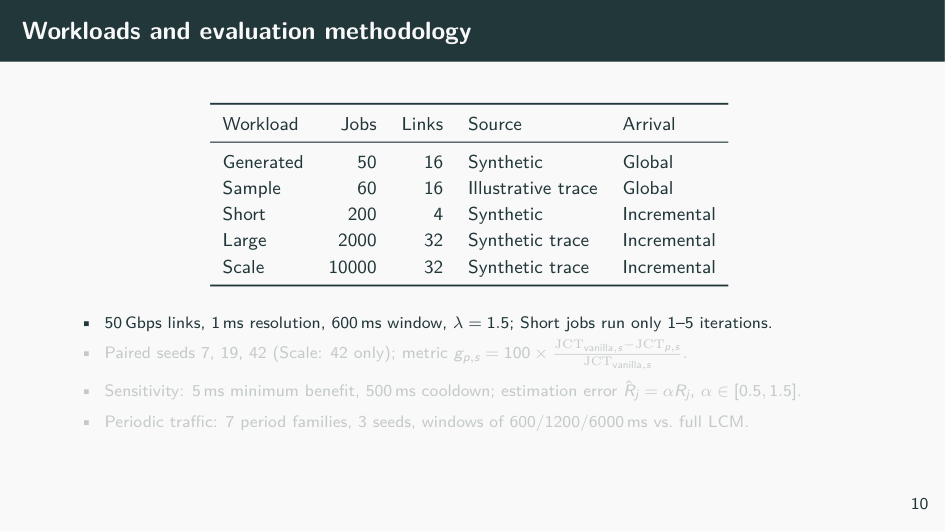 Workloads and evaluation methodology
Workload Jobs Links Source Arrival
Generated 50 16 Synthetic Global
Sample 60 16 Illustrative trace Global
Short 200 4 Synthetic Incremental
Large 2000 32 Synthetic trace Incremental
Scale 10000 32 Synthetic trace Incremental
▪ 50 Gbps links, 1 ms resolution, 600 ms window, λ = 1.5; Short jobs run only 1–5 iterations.
▪ Paired seeds 7, 19, 42 (Scale: 42 only); metric g_{p,s} = 100 × \frac{JCT_{vanilla,s}−JCT_{p,s}}{JCT_{vanilla,s}}.
▪ Sensitivity: 5 ms minimum benefit, 500 ms cooldown; estimation error R̂_j = αR_j, α ∈ [0.5, 1.5].
▪ Periodic traffic: 7 period families, 3 seeds, windows of 600/1200/6000 ms vs. full LCM.
10